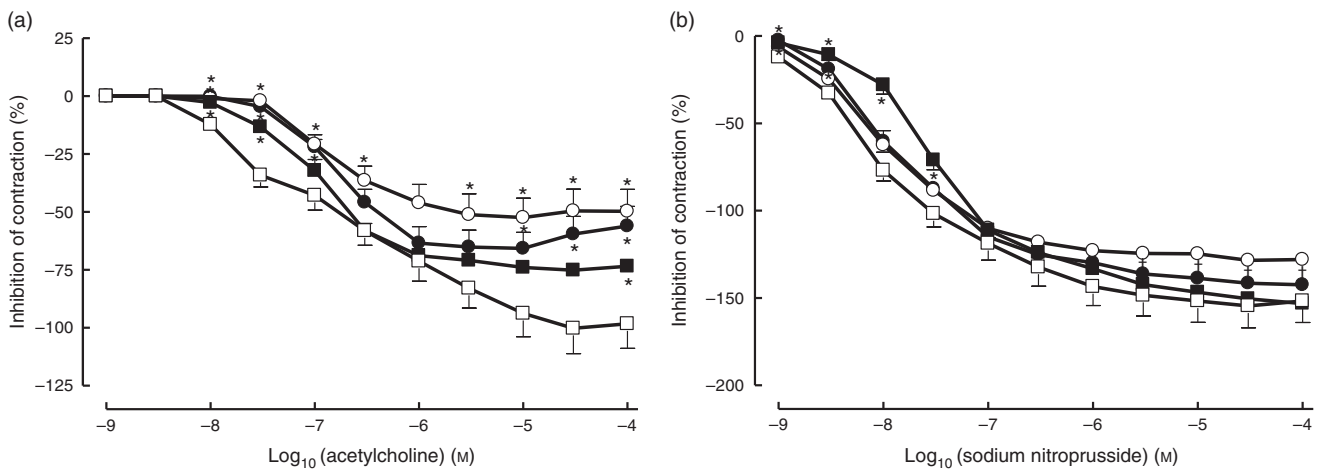 (a)
25
0
–25
–50
–75
–100
–125
Inhibition of contraction (%)
* * * * * * * * * * * * * * * * *
–9 –8 –7 –6 –5 –4
Log10 (acetylcholine) (M)
(b)
0
–50
–100
–150
–200
Inhibition of contraction (%)
* * * * * *
–9 –8 –7 –6 –5 –4
Log10 (sodium nitroprusside) (M)